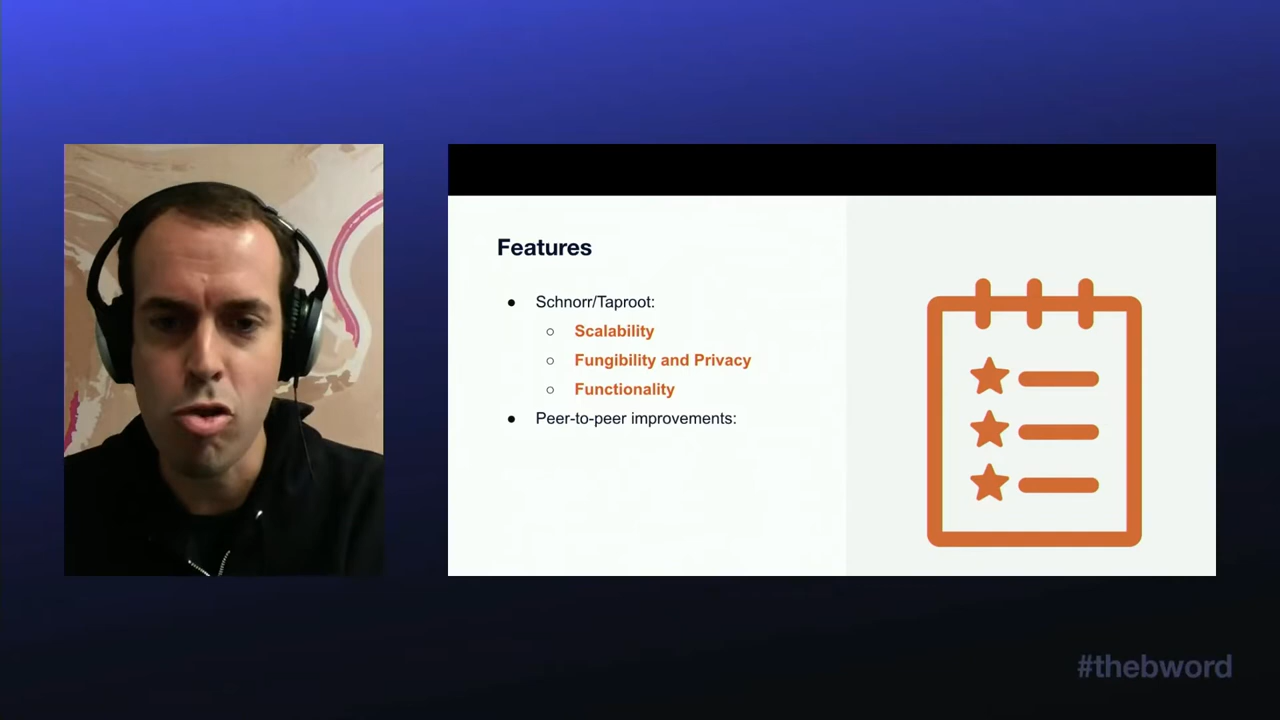 Features
● Schnorr/Taproot:
○ Scalability
○ Fungibility and Privacy
○ Functionality
● Peer-to-peer improvements:
#thebword